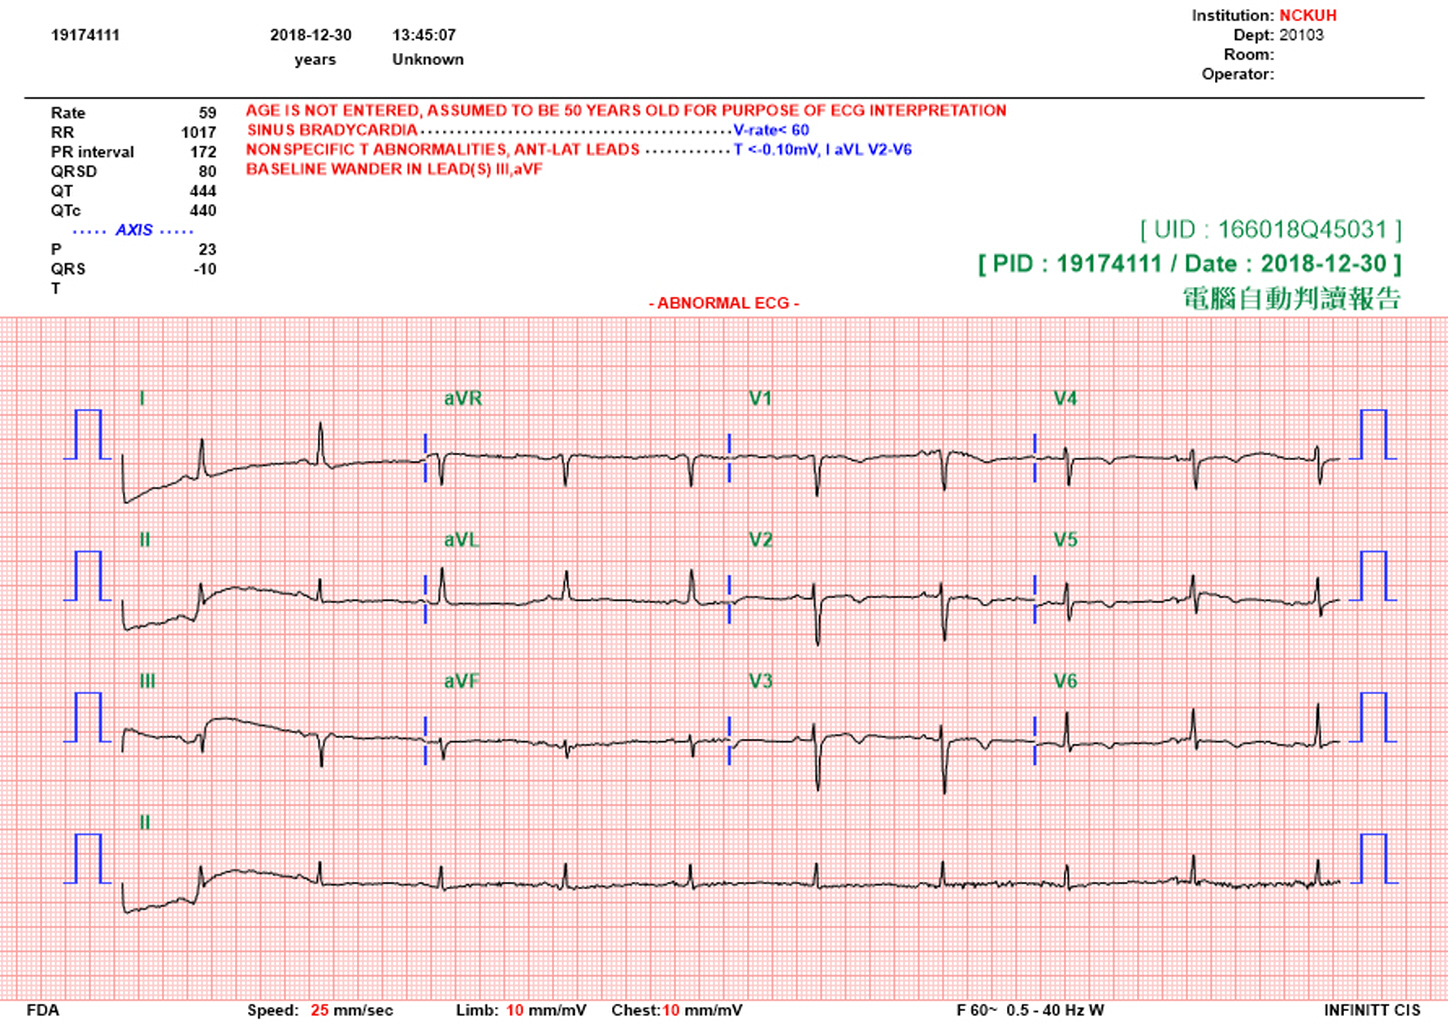 Institution: NCKUH
19174111 2018-12-30 13:45:07 Dept: 20103
years Unknown Room:
Operator:
Rate 59 AGE IS NOT ENTERED, ASSUMED TO BE 50 YEARS OLD FOR PURPOSE OF ECG INTERPRETATION
RR 1017 SINUS BRADYCARDIA........................................V-rate< 60
PR interval 172 NONSPECIFIC T ABNORMALITIES, ANT-LAT LEADS ............T <-0.10mV, I aVL V2-V6
QRSD 80 BASELINE WANDER IN LEAD(S) III,aVF
QT 444
QTc 440
..... AXIS .....
P 23
QRS -10
T
[ UID : 166018Q45031 ]
[ PID : 19174111 / Date : 2018-12-30 ]
電腦自動判讀報告
- ABNORMAL ECG -
I aVR V1 V4
II aVL V2 V5
III aVF V3 V6
II
FDA Speed: 25 mm/sec Limb: 10 mm/mV Chest:10 mm/mV F 60~ 0.5 - 40 Hz W INFINITT CIS